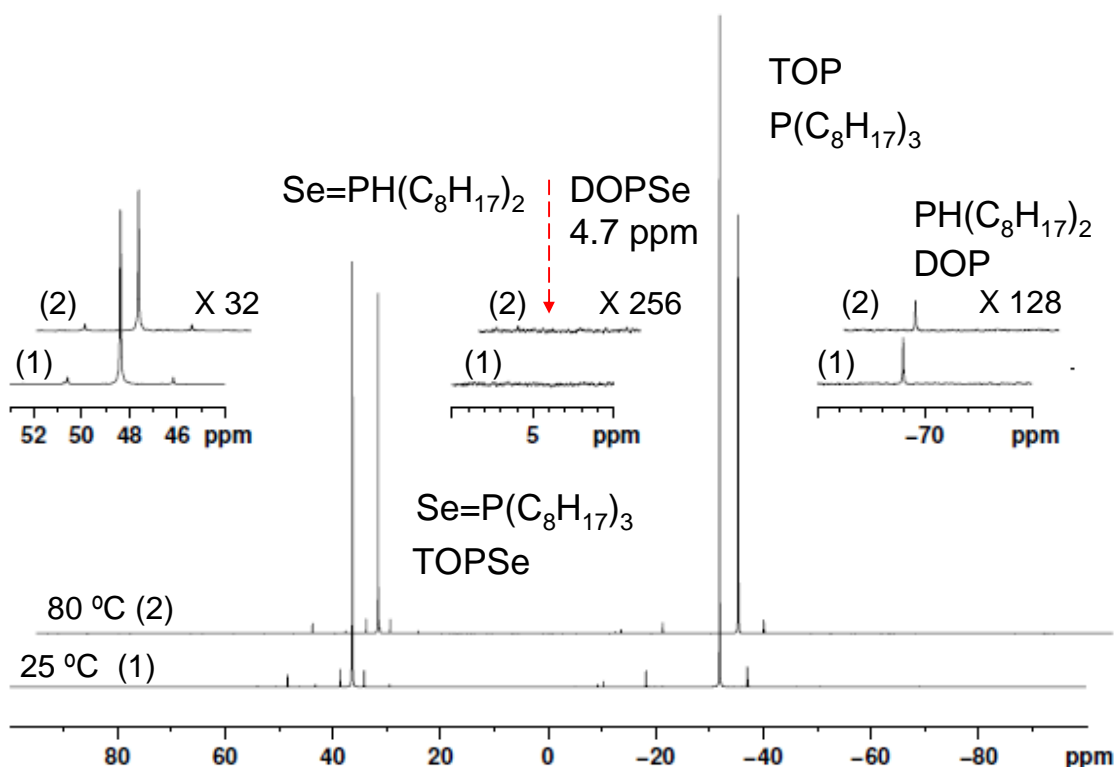 TOP
P(C₈H₁₇)₃
Se=PH(C₈H₁₇)₂
DOPSe
4.7 ppm
PH(C₈H₁₇)₂
DOP
(2) X 32
(1)
52 50 48 46 ppm
(2) X 256
(1)
5 ppm
(2) X 128
(1)
−70 ppm
Se=P(C₈H₁₇)₃
TOPSe
80 ºC (2)
25 ºC (1)
80 60 40 20 0 −20 −40 −60 −80 ppm